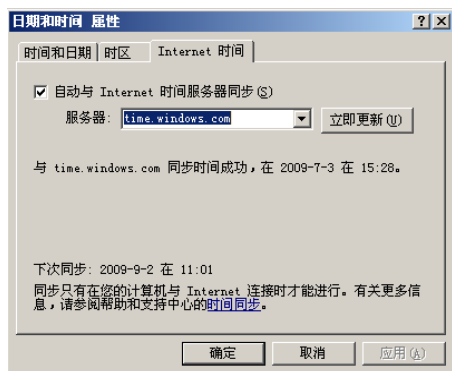 日期和时间 属性
时间和日期 时区 Internet 时间
自动与 Internet 时间服务器同步(S)
服务器: time.windows.com 立即更新(U)
与 time.windows.com 同步时间成功，在 2009-7-3 在 15:28。
下次同步: 2009-9-2 在 11:01
同步只有在您的计算机与 Internet 连接时才能进行。有关更多信
息，请参阅帮助和支持中心的时间同步。
确定 取消 应用(A)